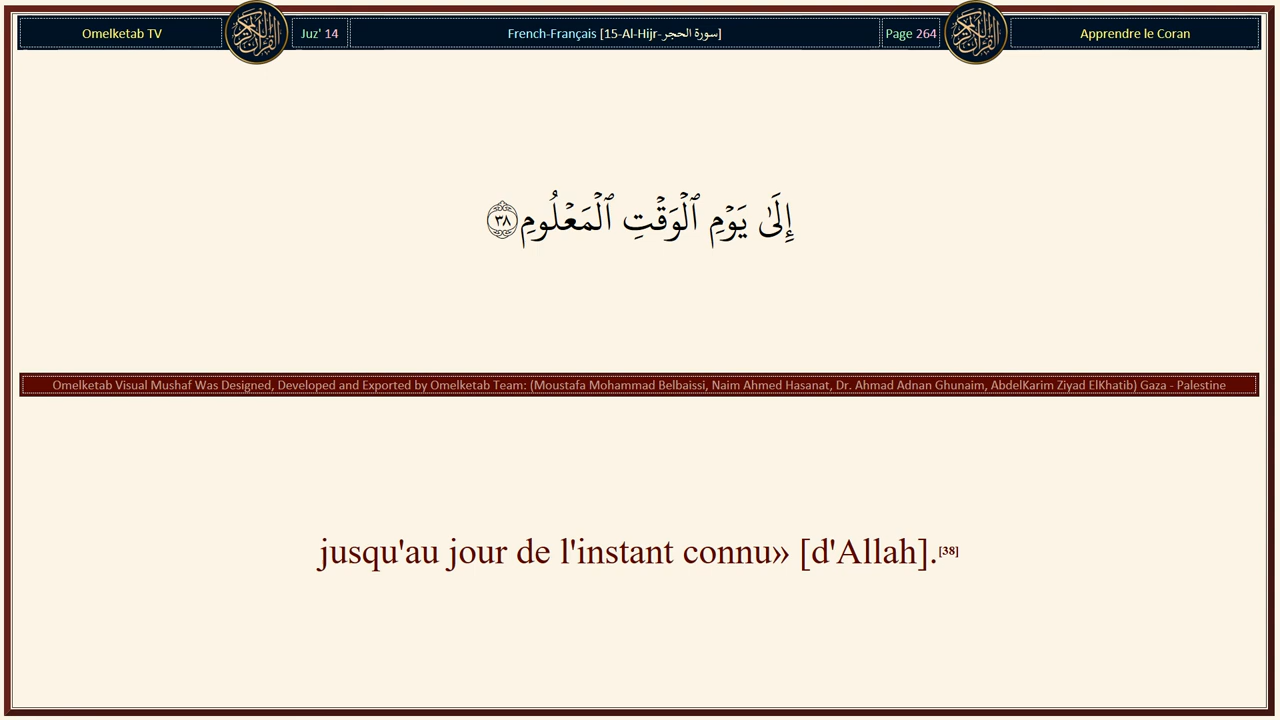 Omelketab TV
Juz' 14
French-Français [15-Al-Hijr-سورة الحجر]
Page 264
Apprendre le Coran
إِلَىٰ يَوْمِ ٱلْوَقْتِ ٱلْمَعْلُومِ ٣٨
Omelketab Visual Mushaf Was Designed, Developed and Exported by Omelketab Team: (Moustafa Mohammad Belbaissi, Naim Ahmed Hasanat, Dr. Ahmad Adnan Ghunaim, AbdelKarim Ziyad ElKhatib) Gaza - Palestine
jusqu'au jour de l'instant connu» [d'Allah].[38]